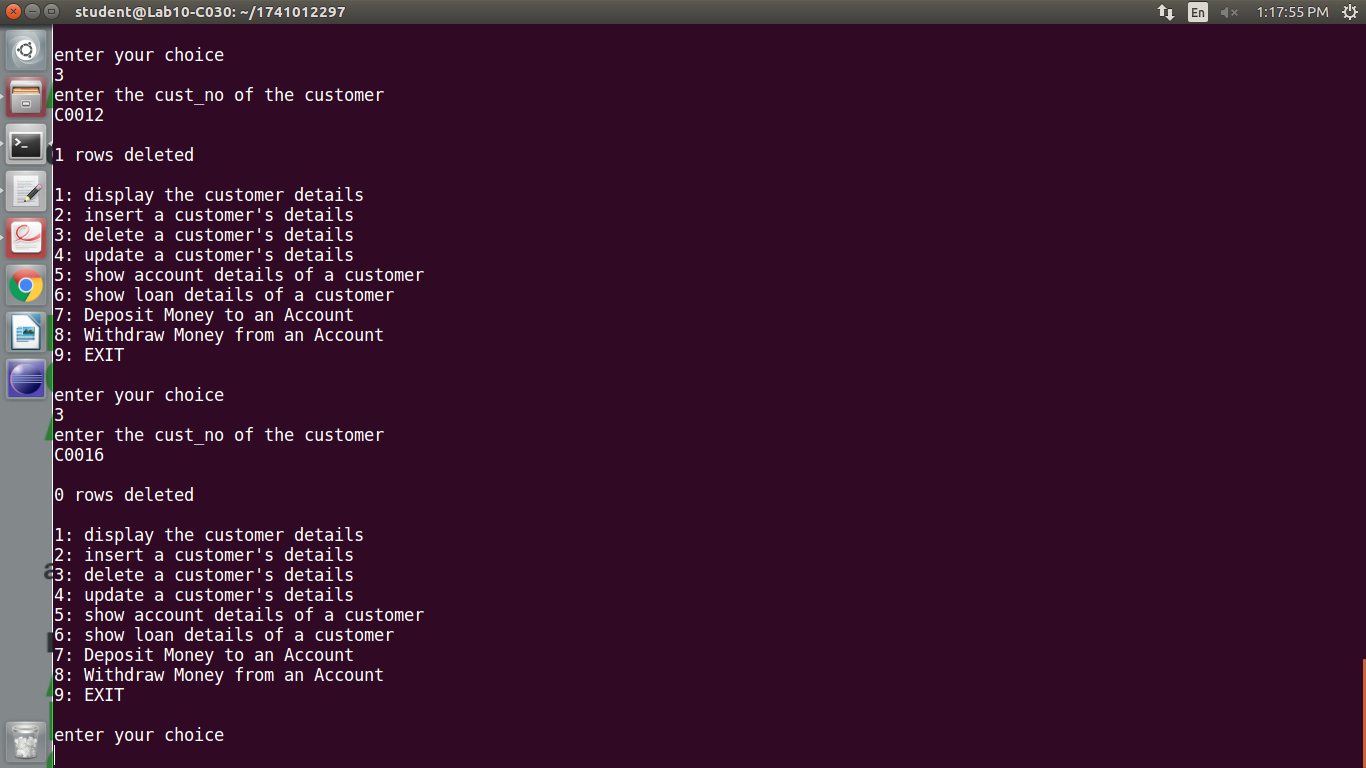 student@Lab10-C030: ~/1741012297
En
1:17:55 PM
enter your choice
3
enter the cust_no of the customer
C0012
1 rows deleted
1: display the customer details
2: insert a customer's details
3: delete a customer's details
4: update a customer's details
5: show account details of a customer
6: show loan details of a customer
7: Deposit Money to an Account
8: Withdraw Money from an Account
9: EXIT
enter your choice
3
enter the cust_no of the customer
C0016
0 rows deleted
1: display the customer details
2: insert a customer's details
3: delete a customer's details
4: update a customer's details
5: show account details of a customer
6: show loan details of a customer
7: Deposit Money to an Account
8: Withdraw Money from an Account
9: EXIT
enter your choice